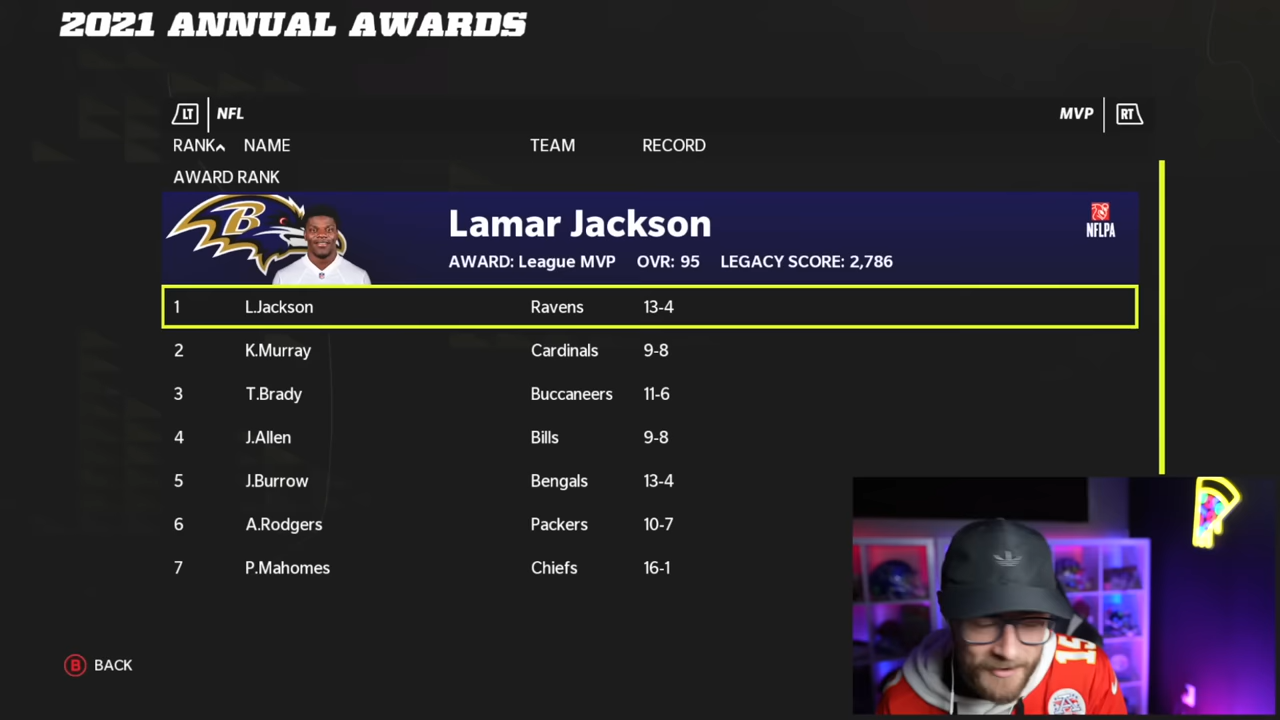 2021 ANNUAL AWARDS
LT NFL MVP RT
RANK NAME TEAM RECORD
AWARD RANK
B
Lamar Jackson
AWARD: League MVP OVR: 95 LEGACY SCORE: 2,786
NFLPA
1 L.Jackson Ravens 13-4
2 K.Murray Cardinals 9-8
3 T.Brady Buccaneers 11-6
4 J.Allen Bills 9-8
5 J.Burrow Bengals 13-4
6 A.Rodgers Packers 10-7
7 P.Mahomes Chiefs 16-1
15
B BACK